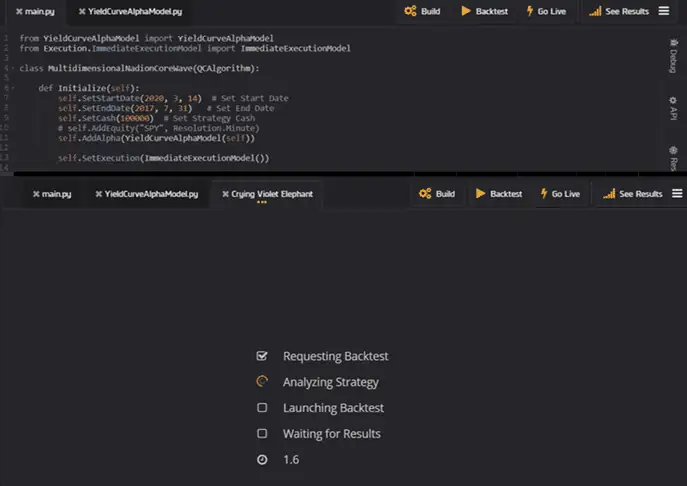 main.py YieldCurveAlphaModel.py Build Backtest Go Live See Results
1 from YieldCurveAlphaModel import YieldCurveAlphaModel
2 from Execution.ImmediateExecutionModel import ImmediateExecutionModel
3
4 class MultidimensionalNadionCoreWave(QCAlgorithm):
5
6 def Initialize(self):
7 self.SetStartDate(2020, 3, 14) # Set Start Date
8 self.SetEndDate(2017, 7, 31) # Set End Date
9 self.SetCash(100000) # Set Strategy Cash
10 # self.AddEquity("SPY", Resolution.Minute)
11 self.AddAlpha(YieldCurveAlphaModel(self))
12
13 self.SetExecution(ImmediateExecutionModel())
14
Debug
API
Res
main.py YieldCurveAlphaModel.py Crying Violet Elephant Build Backtest Go Live See Results
Requesting Backtest
Analyzing Strategy
Launching Backtest
Waiting for Results
1.6